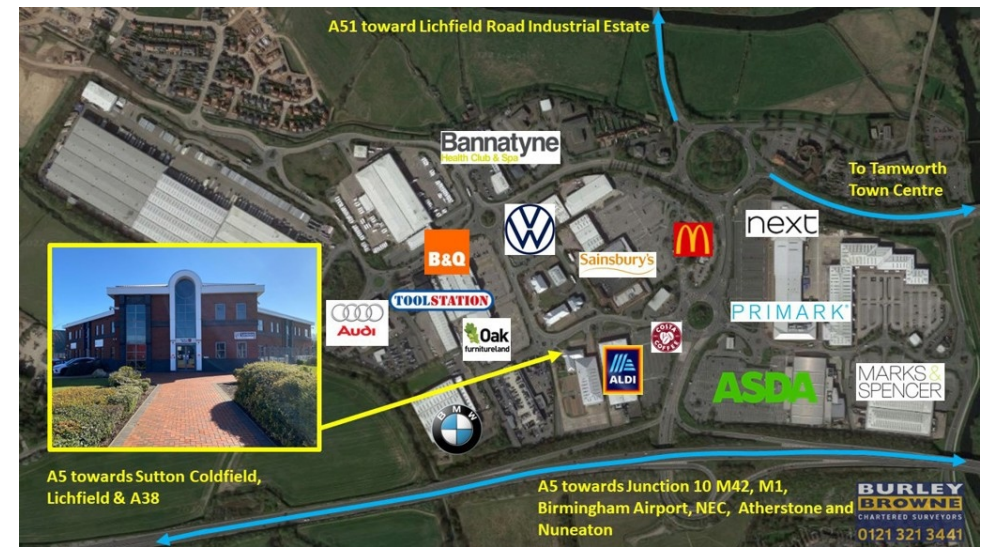 A51 toward Lichfield Road Industrial Estate
Bannatyne
Health Club & Spa
To Tamworth
Town Centre
next
B&Q
Sainsbury's
TOOLSTATION
Audi
Oak
furnitureland
PRIMARK
COSTA
COFFEE
ALDI
ASDA
MARKS&
SPENCER
BMW
A5 towards Sutton Coldfield,
Lichfield & A38
A5 towards Junction 10 M42, M1,
Birmingham Airport, NEC, Atherstone and
Nuneaton
BURLEY
BROWNE
CHARTERED SURVEYORS
0121 321 3441